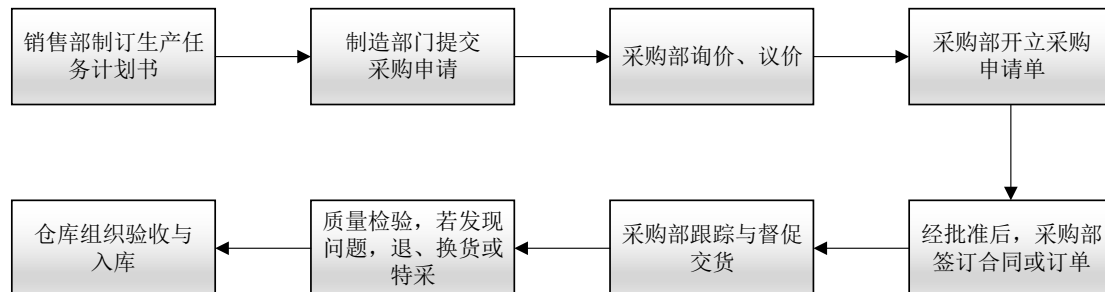 销售部制订生产任
务计划书
制造部门提交
采购申请
采购部询价、议价
采购部开立采购
申请单
经批准后，采购部
签订合同或订单
采购部跟踪与督促
交货
质量检验，若发现
问题，退、换货或
特采
仓库组织验收与
入库